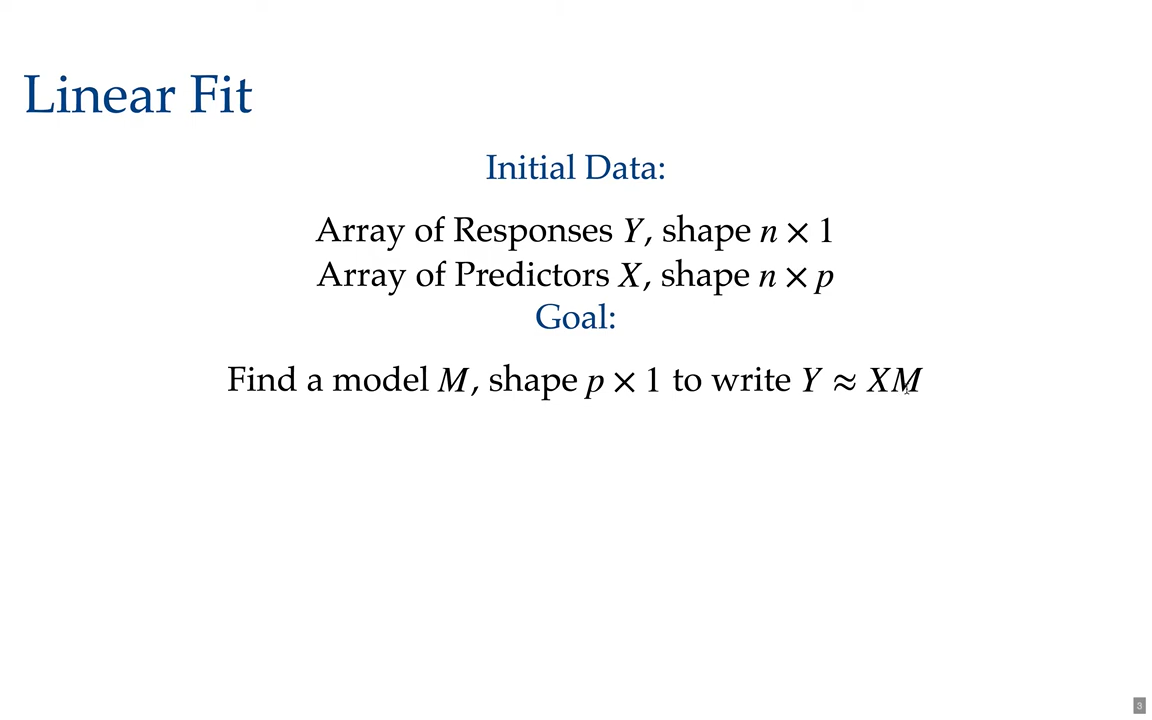 Linear Fit
Initial Data:
Array of Responses Y, shape n × 1
Array of Predictors X, shape n × p
Goal:
Find a model M, shape p × 1 to write Y ≈ XM
3